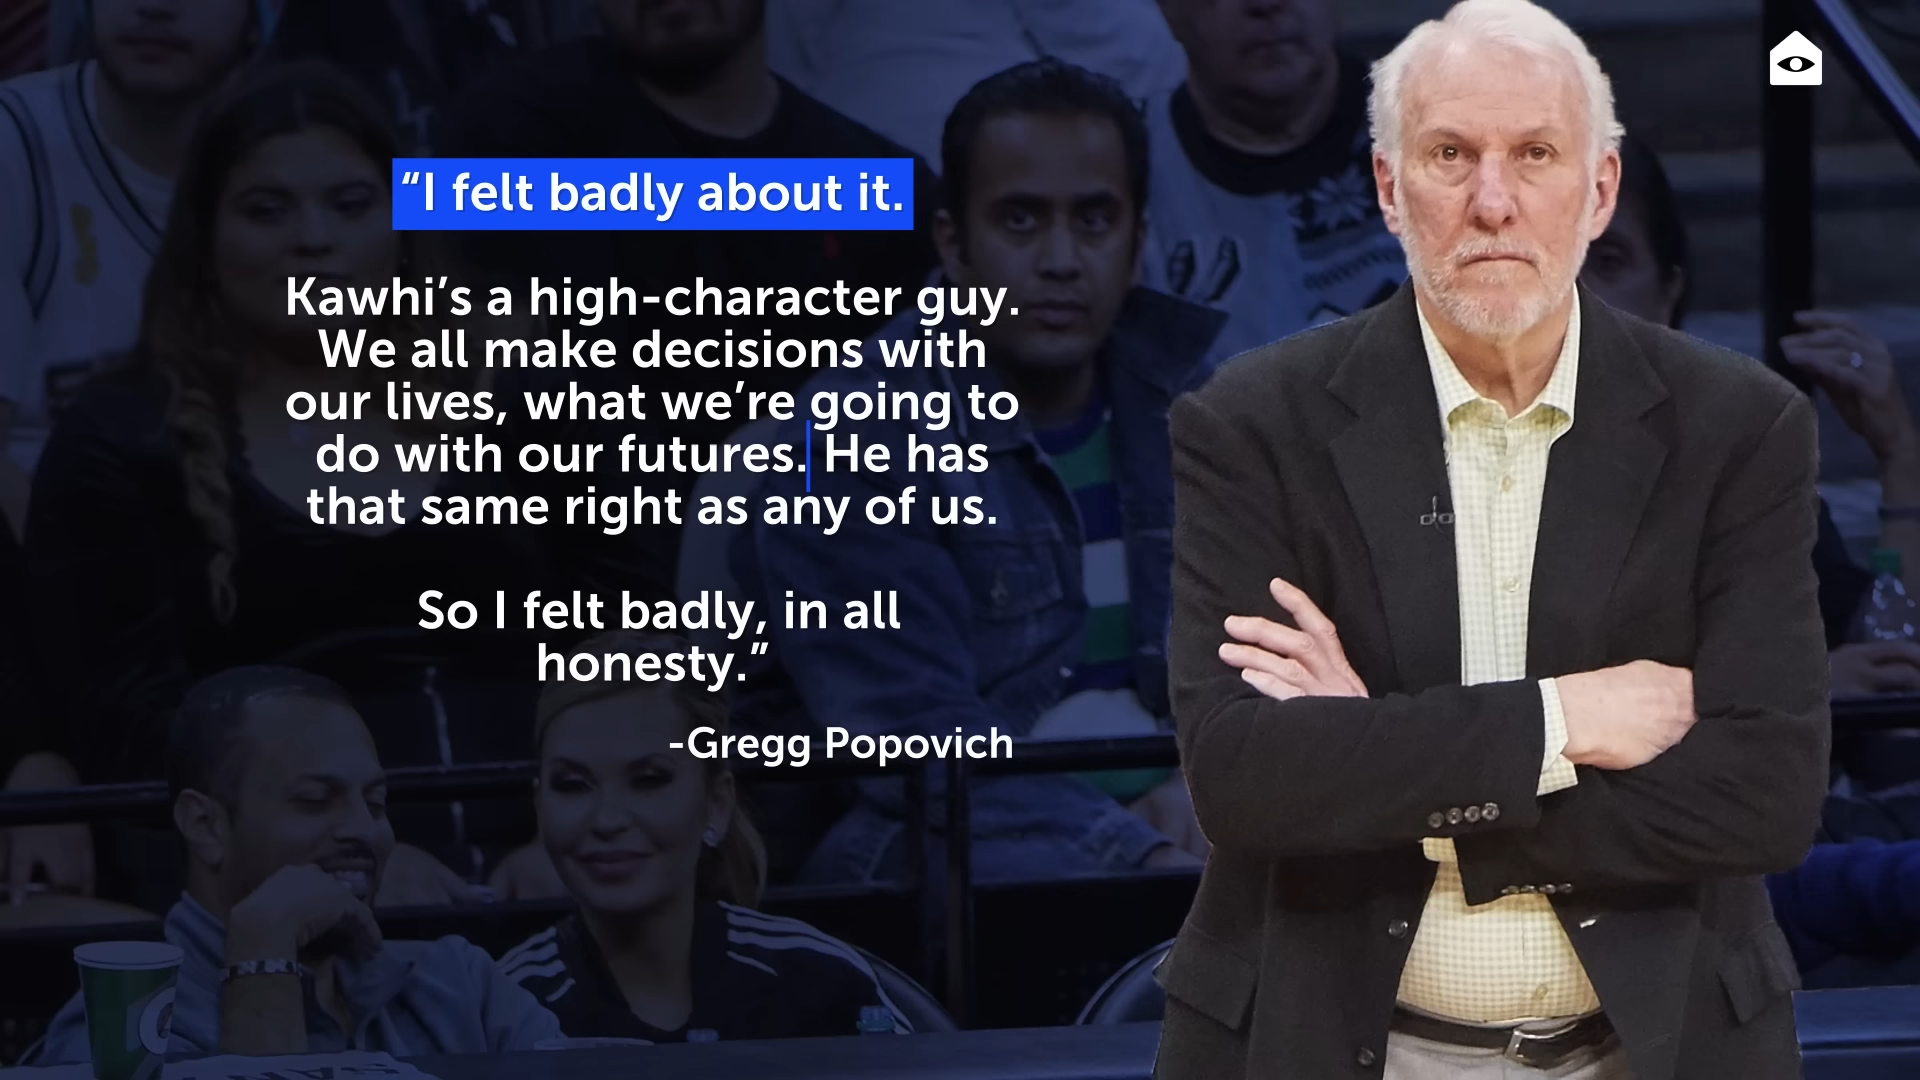 “I felt badly about it.
Kawhi’s a high-character guy.
We all make decisions with
our lives, what we’re going to
do with our futures. He has
that same right as any of us.
So I felt badly, in all
honesty.”
-Gregg Popovich